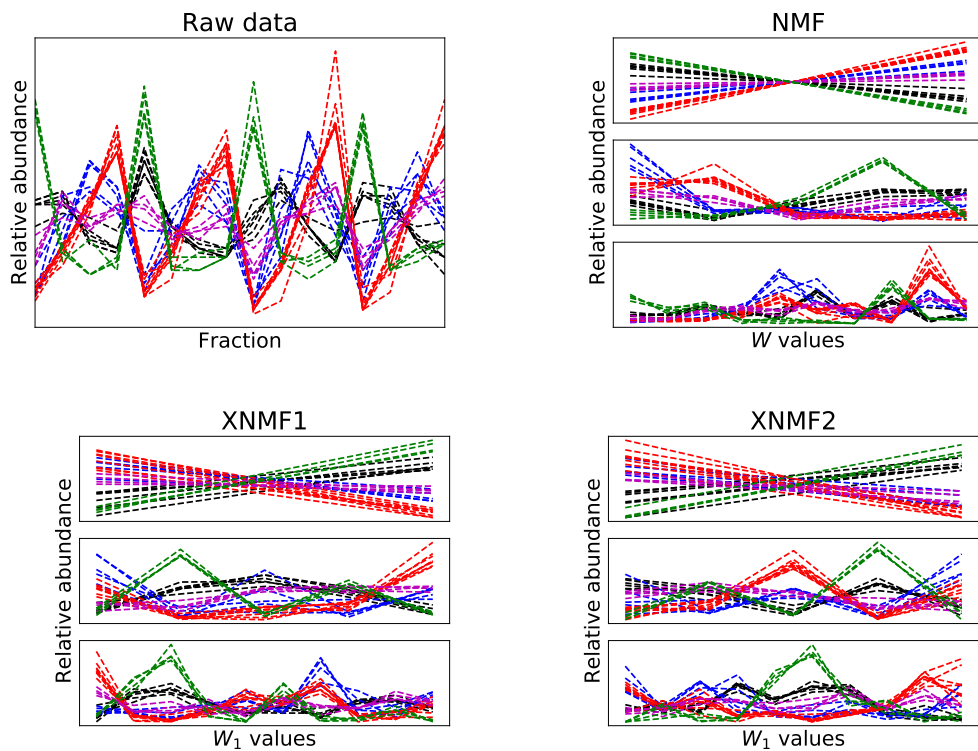 Raw data
Relative abundance
Fraction
NMF
Relative abundance
W values
XNMF1
Relative abundance
W₁ values
XNMF2
Relative abundance
W₁ values